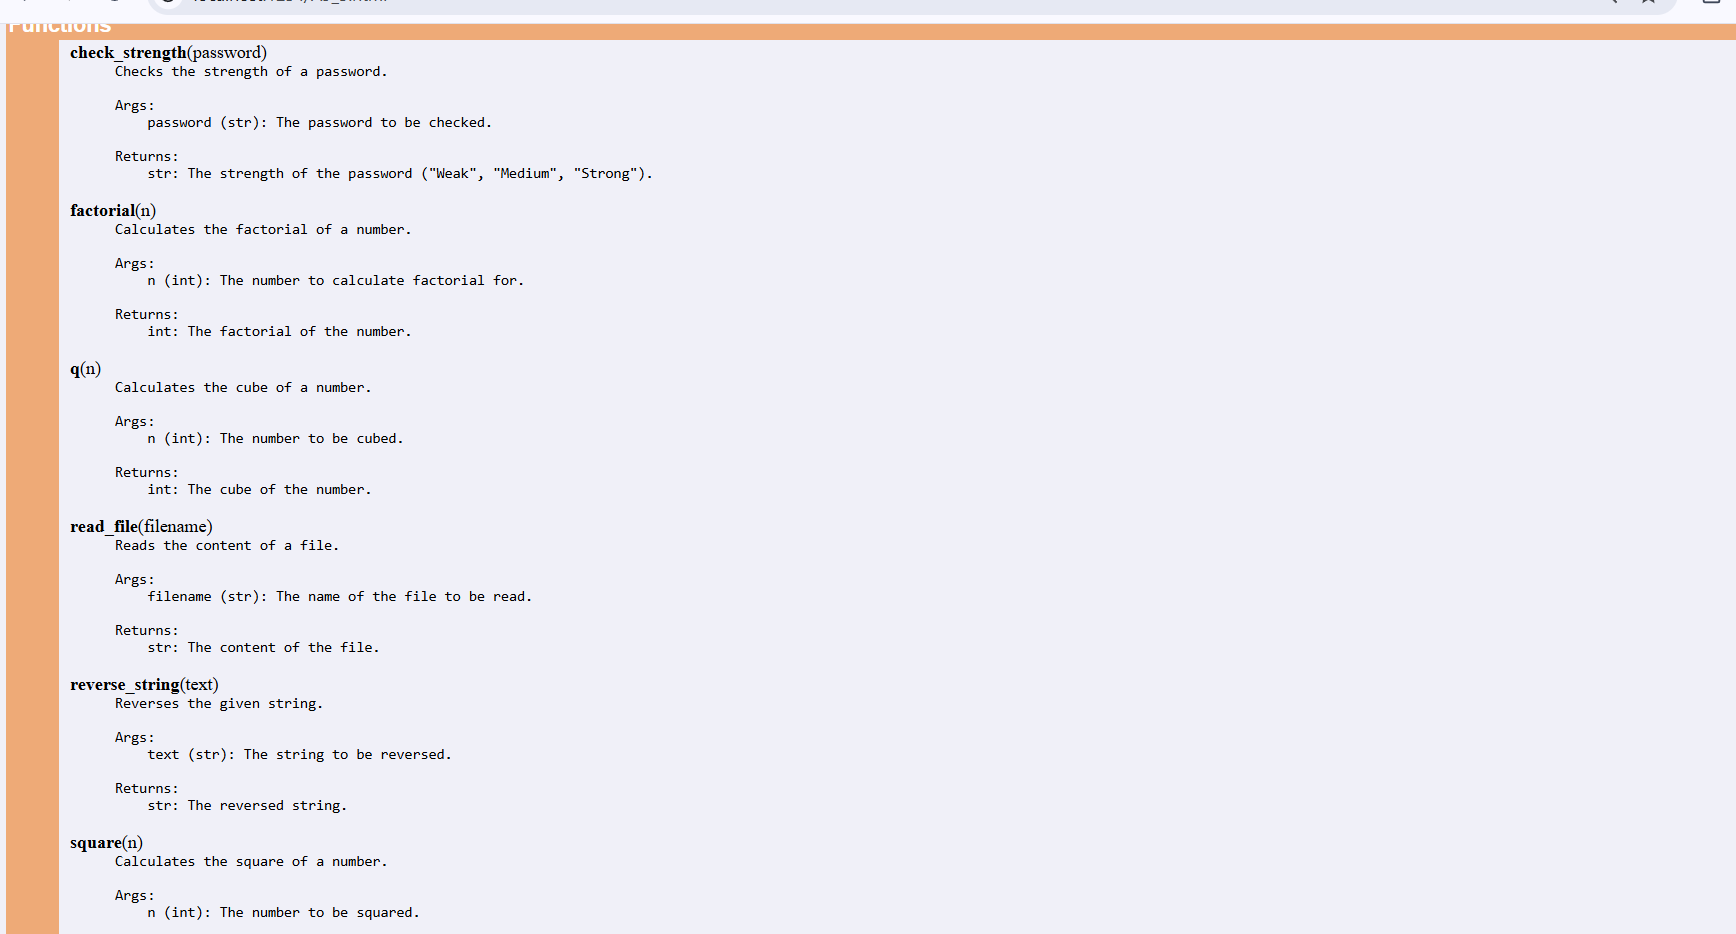 Functions
check_strength(password)
Checks the strength of a password.
Args:
password (str): The password to be checked.
Returns:
str: The strength of the password ("Weak", "Medium", "Strong").
factorial(n)
Calculates the factorial of a number.
Args:
n (int): The number to calculate factorial for.
Returns:
int: The factorial of the number.
q(n)
Calculates the cube of a number.
Args:
n (int): The number to be cubed.
Returns:
int: The cube of the number.
read_file(filename)
Reads the content of a file.
Args:
filename (str): The name of the file to be read.
Returns:
str: The content of the file.
reverse_string(text)
Reverses the given string.
Args:
text (str): The string to be reversed.
Returns:
str: The reversed string.
square(n)
Calculates the square of a number.
Args:
n (int): The number to be squared.